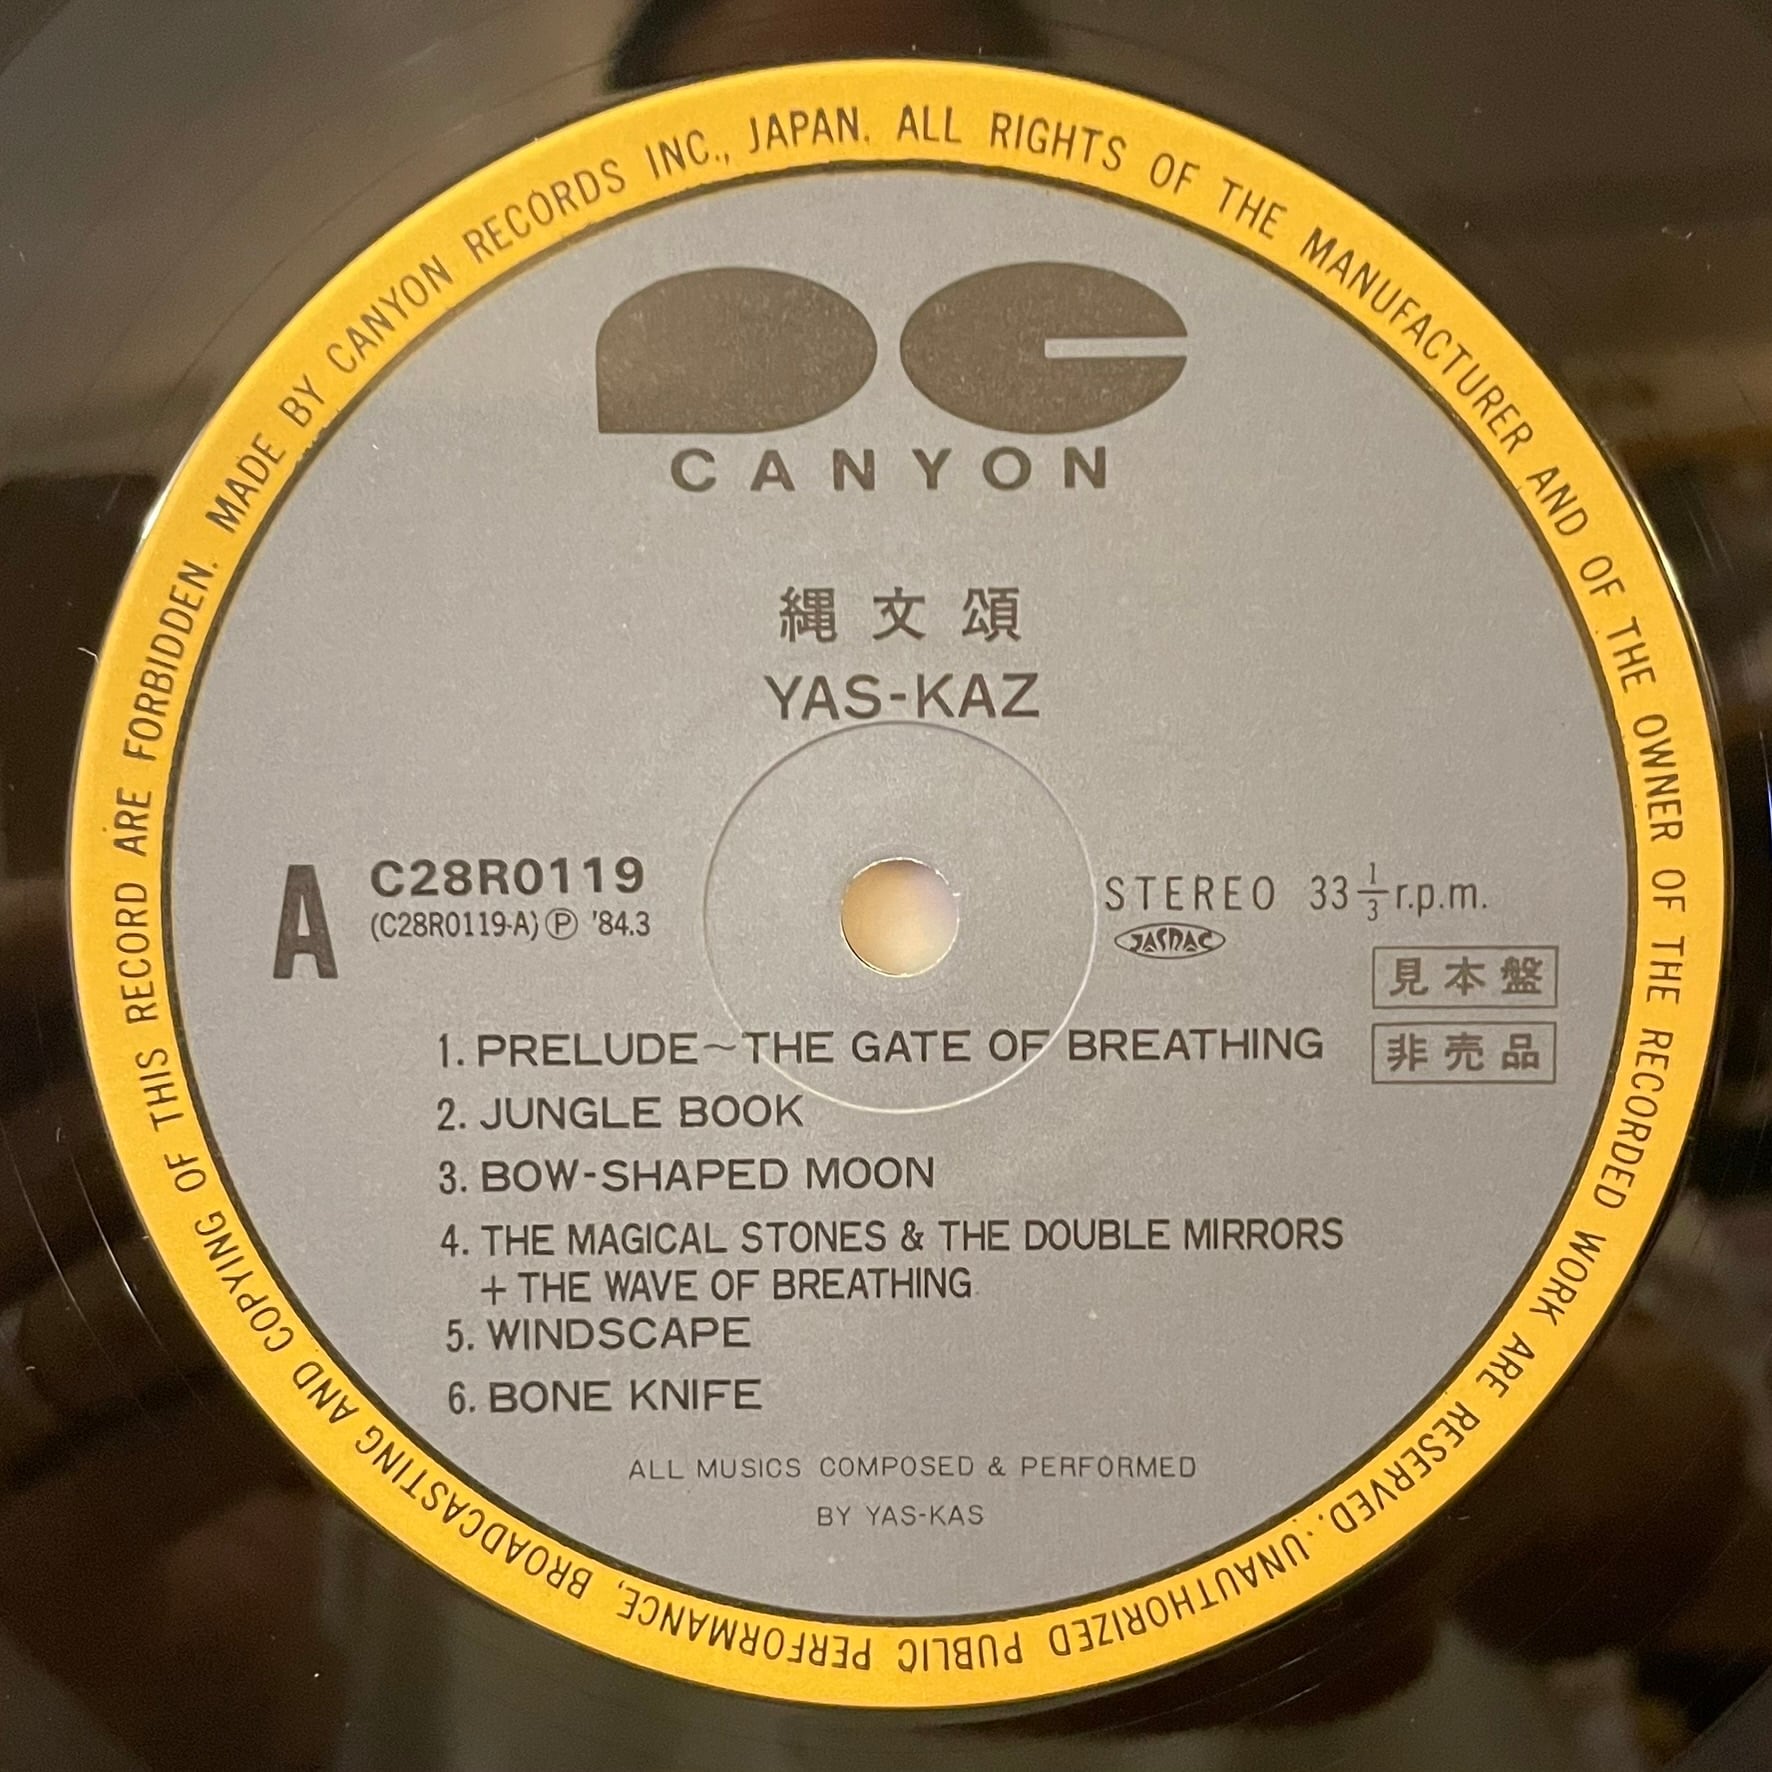 MADE BY CANYON RECORDS INC., JAPAN. ALL RIGHTS OF THE MANUFACTURER AND OF THE OWNER OF THE RECORDED WORK ARE RESERVED. UNAUTHORIZED PUBLIC PERFORMANCE, BROADCASTING AND COPYING OF THIS RECORD ARE FORBIDDEN.
CANYON
縄文頌
YAS-KAZ
A
C28R0119
(C28R0119-A) Ⓟ '84.3
STEREO 33 1/3 r.p.m.
JASRAC
見本盤
非売品
1. PRELUDE~THE GATE OF BREATHING
2. JUNGLE BOOK
3. BOW-SHAPED MOON
4. THE MAGICAL STONES & THE DOUBLE MIRRORS
+ THE WAVE OF BREATHING
5. WINDSCAPE
6. BONE KNIFE
ALL MUSICS COMPOSED & PERFORMED
BY YAS-KAS